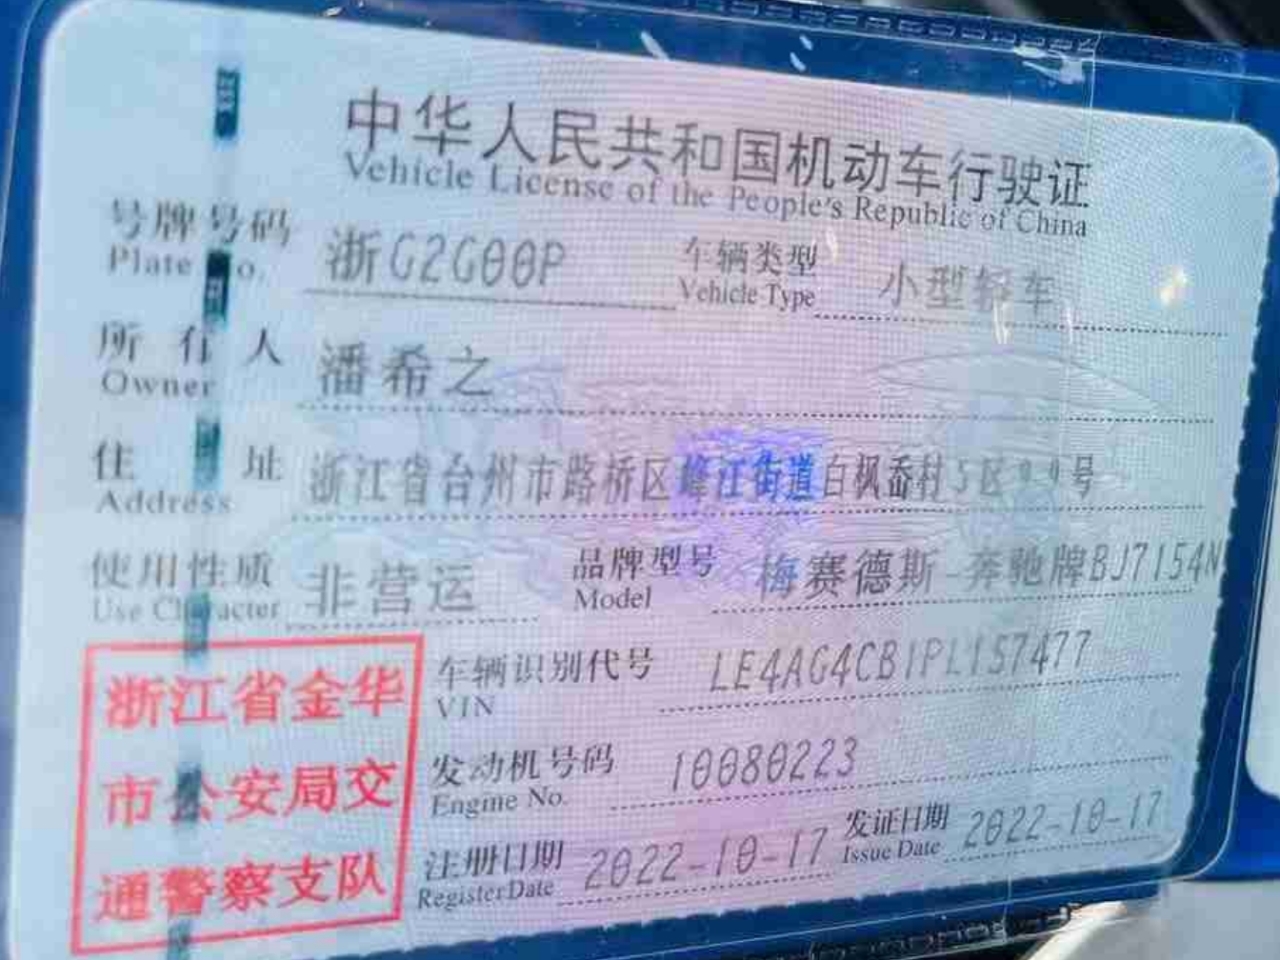 中华人民共和国机动车行驶证
Vehicle License of the People's Republic of China
号牌号码 浙G2G00P 车辆类型 小型轿车
Plate o. Vehicle Type
所有人 潘希之
Owner
住址 浙江省台州市路桥区峰江街道白枫岙村5区99号
Address
使用性质 非营运 品牌型号 梅赛德斯-奔驰牌BJ7154N
Use Character Model
车辆识别代号 LE4AG4CB1PL157477
VIN
发动机号码 10080223
Engine No.
注册日期 2022-10-17 发证日期 2022-10-17
Register Date Issue Date
浙江省金华
市公安局交
通警察支队